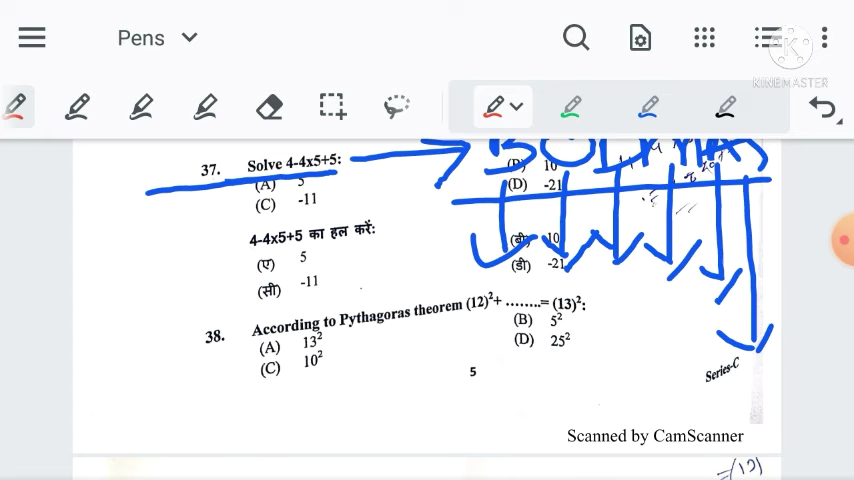 Pens
KINEMASTER
BODMAS
37. Solve 4-4x5+5:
(A) 5 (B) 10
(C) -11 (D) -21
4-4x5+5 का हल करें:
(ए) 5 (बी) 10
(सी) -11 (डी) -21
38. According to Pythagoras theorem (12)²+ ........= (13)²:
(A) 13² (B) 5²
(C) 10² (D) 25²
5
Series-C
Scanned by CamScanner